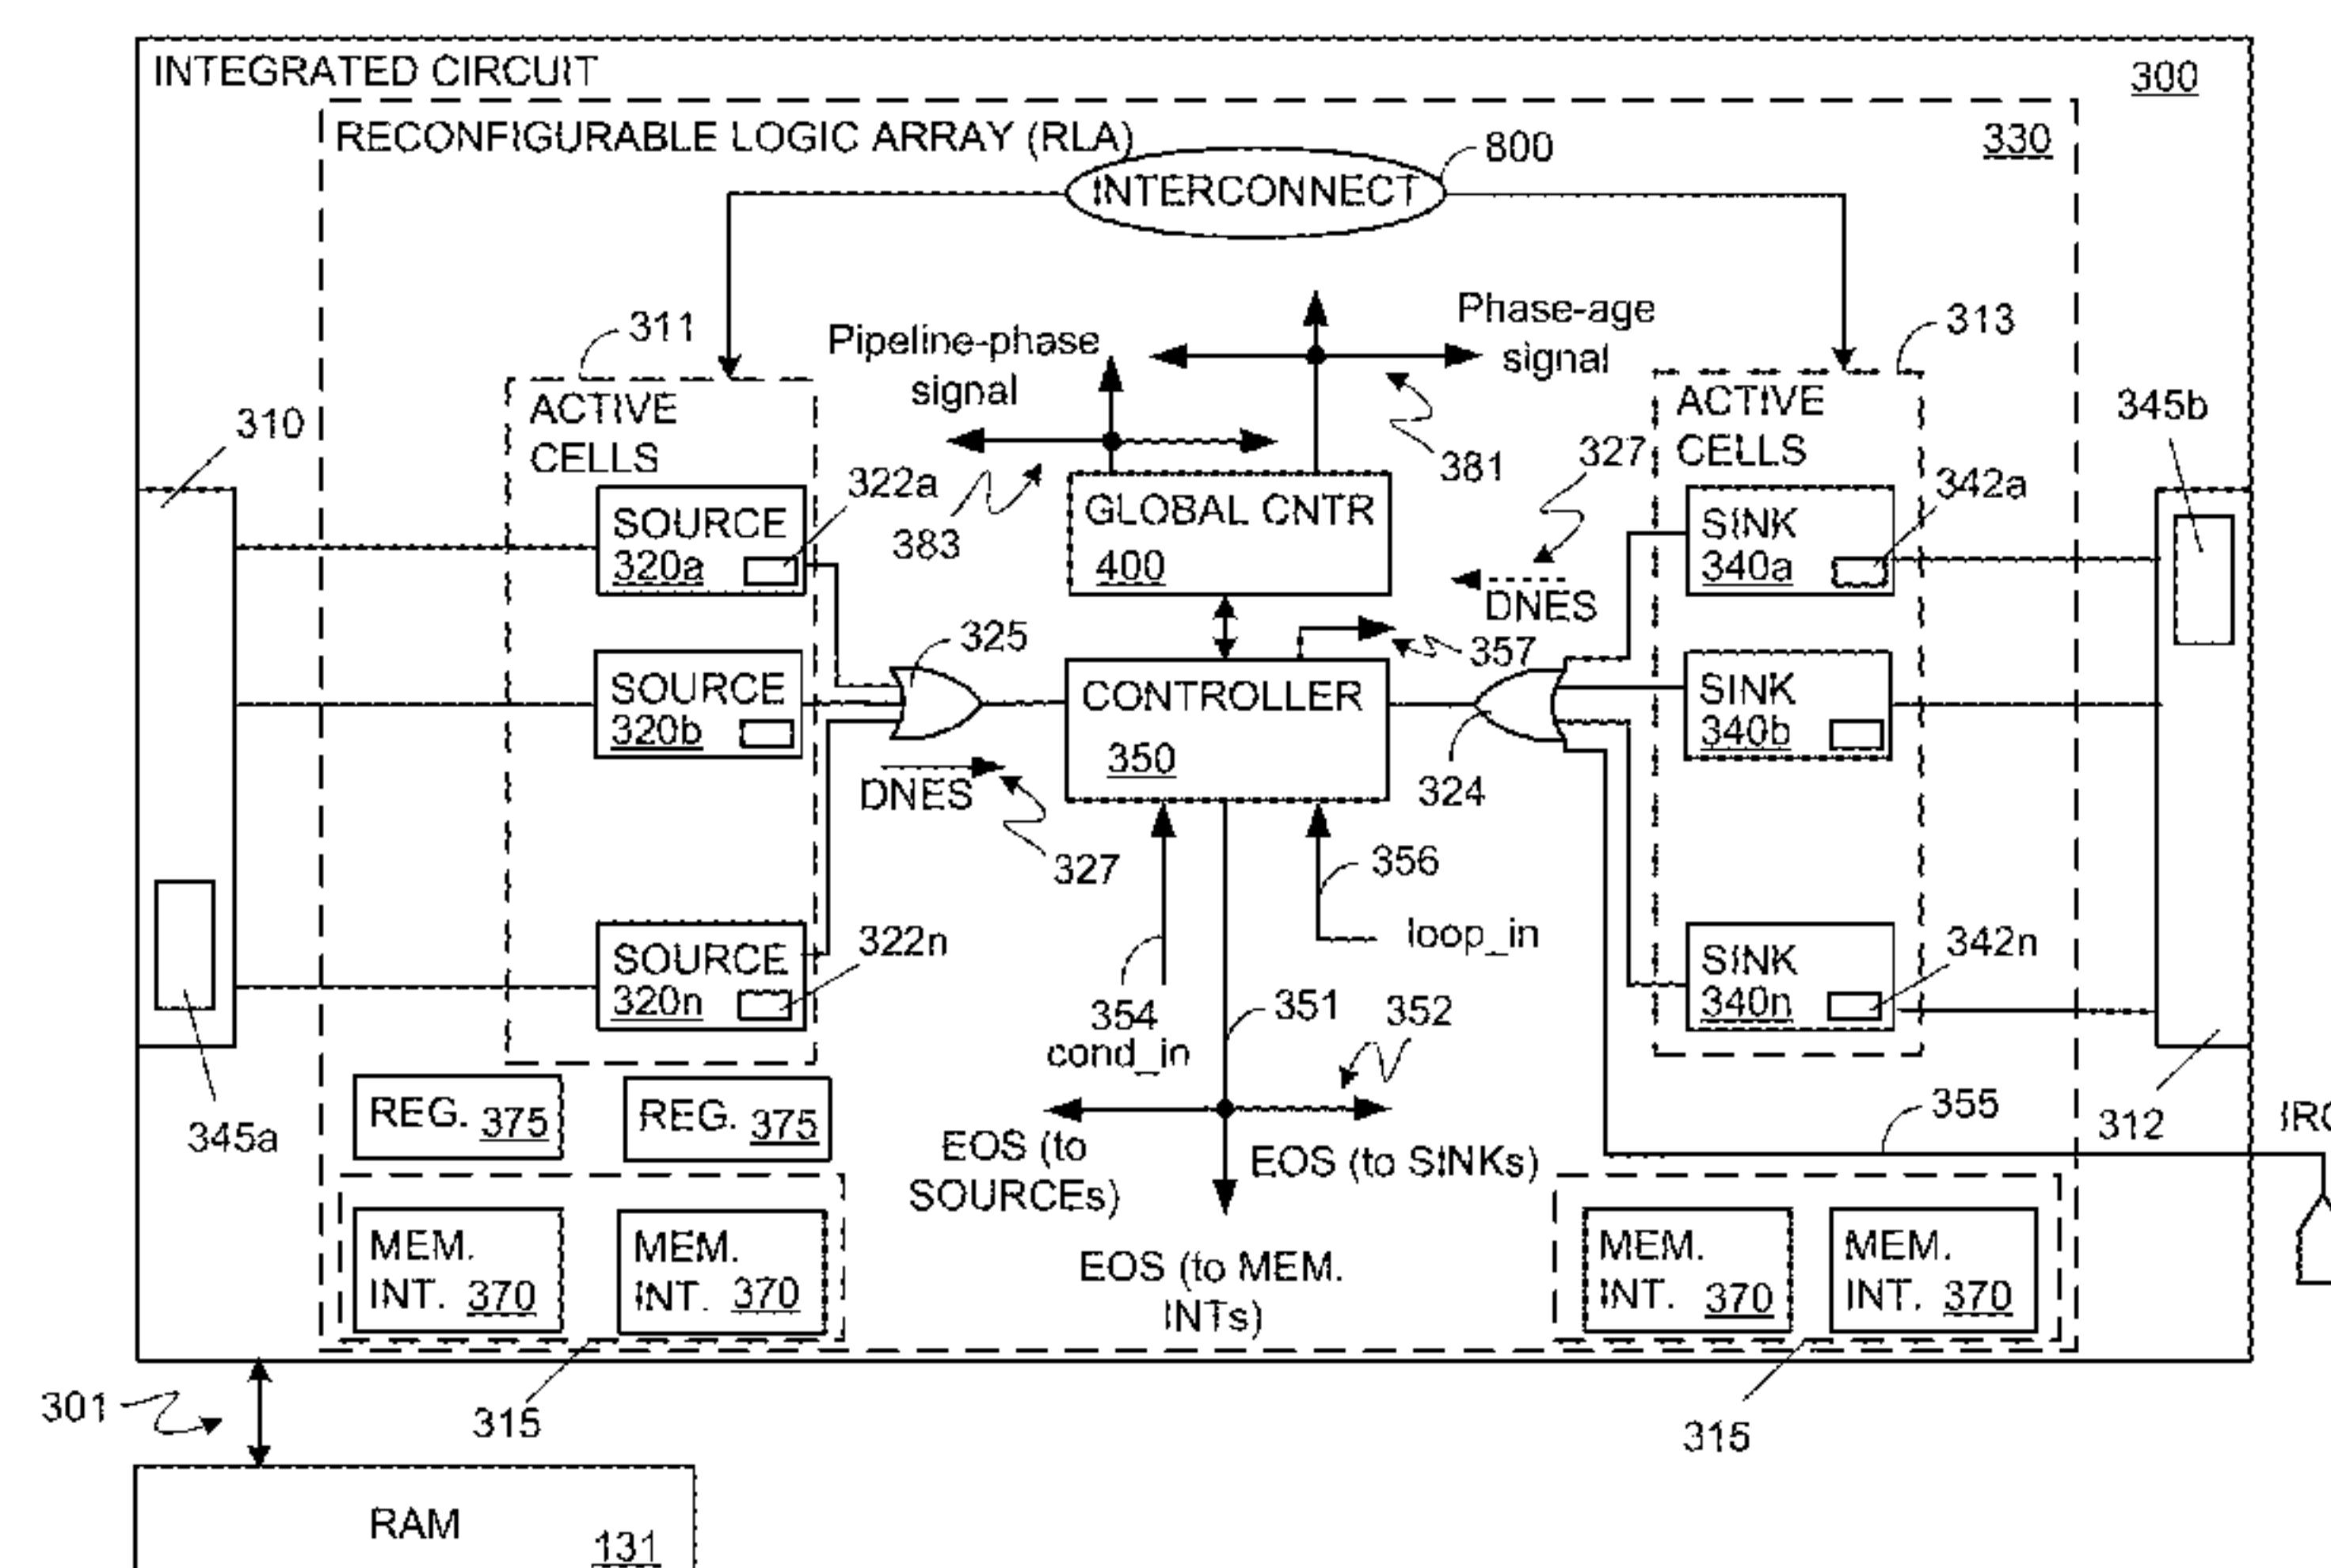 INTEGRATED CIRCUIT
300
RECONFIGURABLE LOGIC ARRAY (RLA)
330
INTERCONNECT
800
311
Pipeline-phase
signal
Phase-age
signal
313
310
ACTIVE
CELLS
ACTIVE
CELLS
345b
381
327
322a
342a
383
SOURCE
320a
GLOBAL CNTR
400
SINK
340a
DNES
325
357
SOURCE
320b
CONTROLLER
350
SINK
340b
324
DNES
327
356
loop_in
SOURCE
320n
322n
SINK
340n
342n
354
cond_in
351
352
345a
REG. 375
REG. 375
355
312
EOS (to
SOURCEs)
EOS (to SINKs)
MEM.
INT. 370
MEM.
INT. 370
EOS (to MEM.
INTs)
MEM.
INT. 370
MEM.
INT. 370
301
315
315
RAM
131